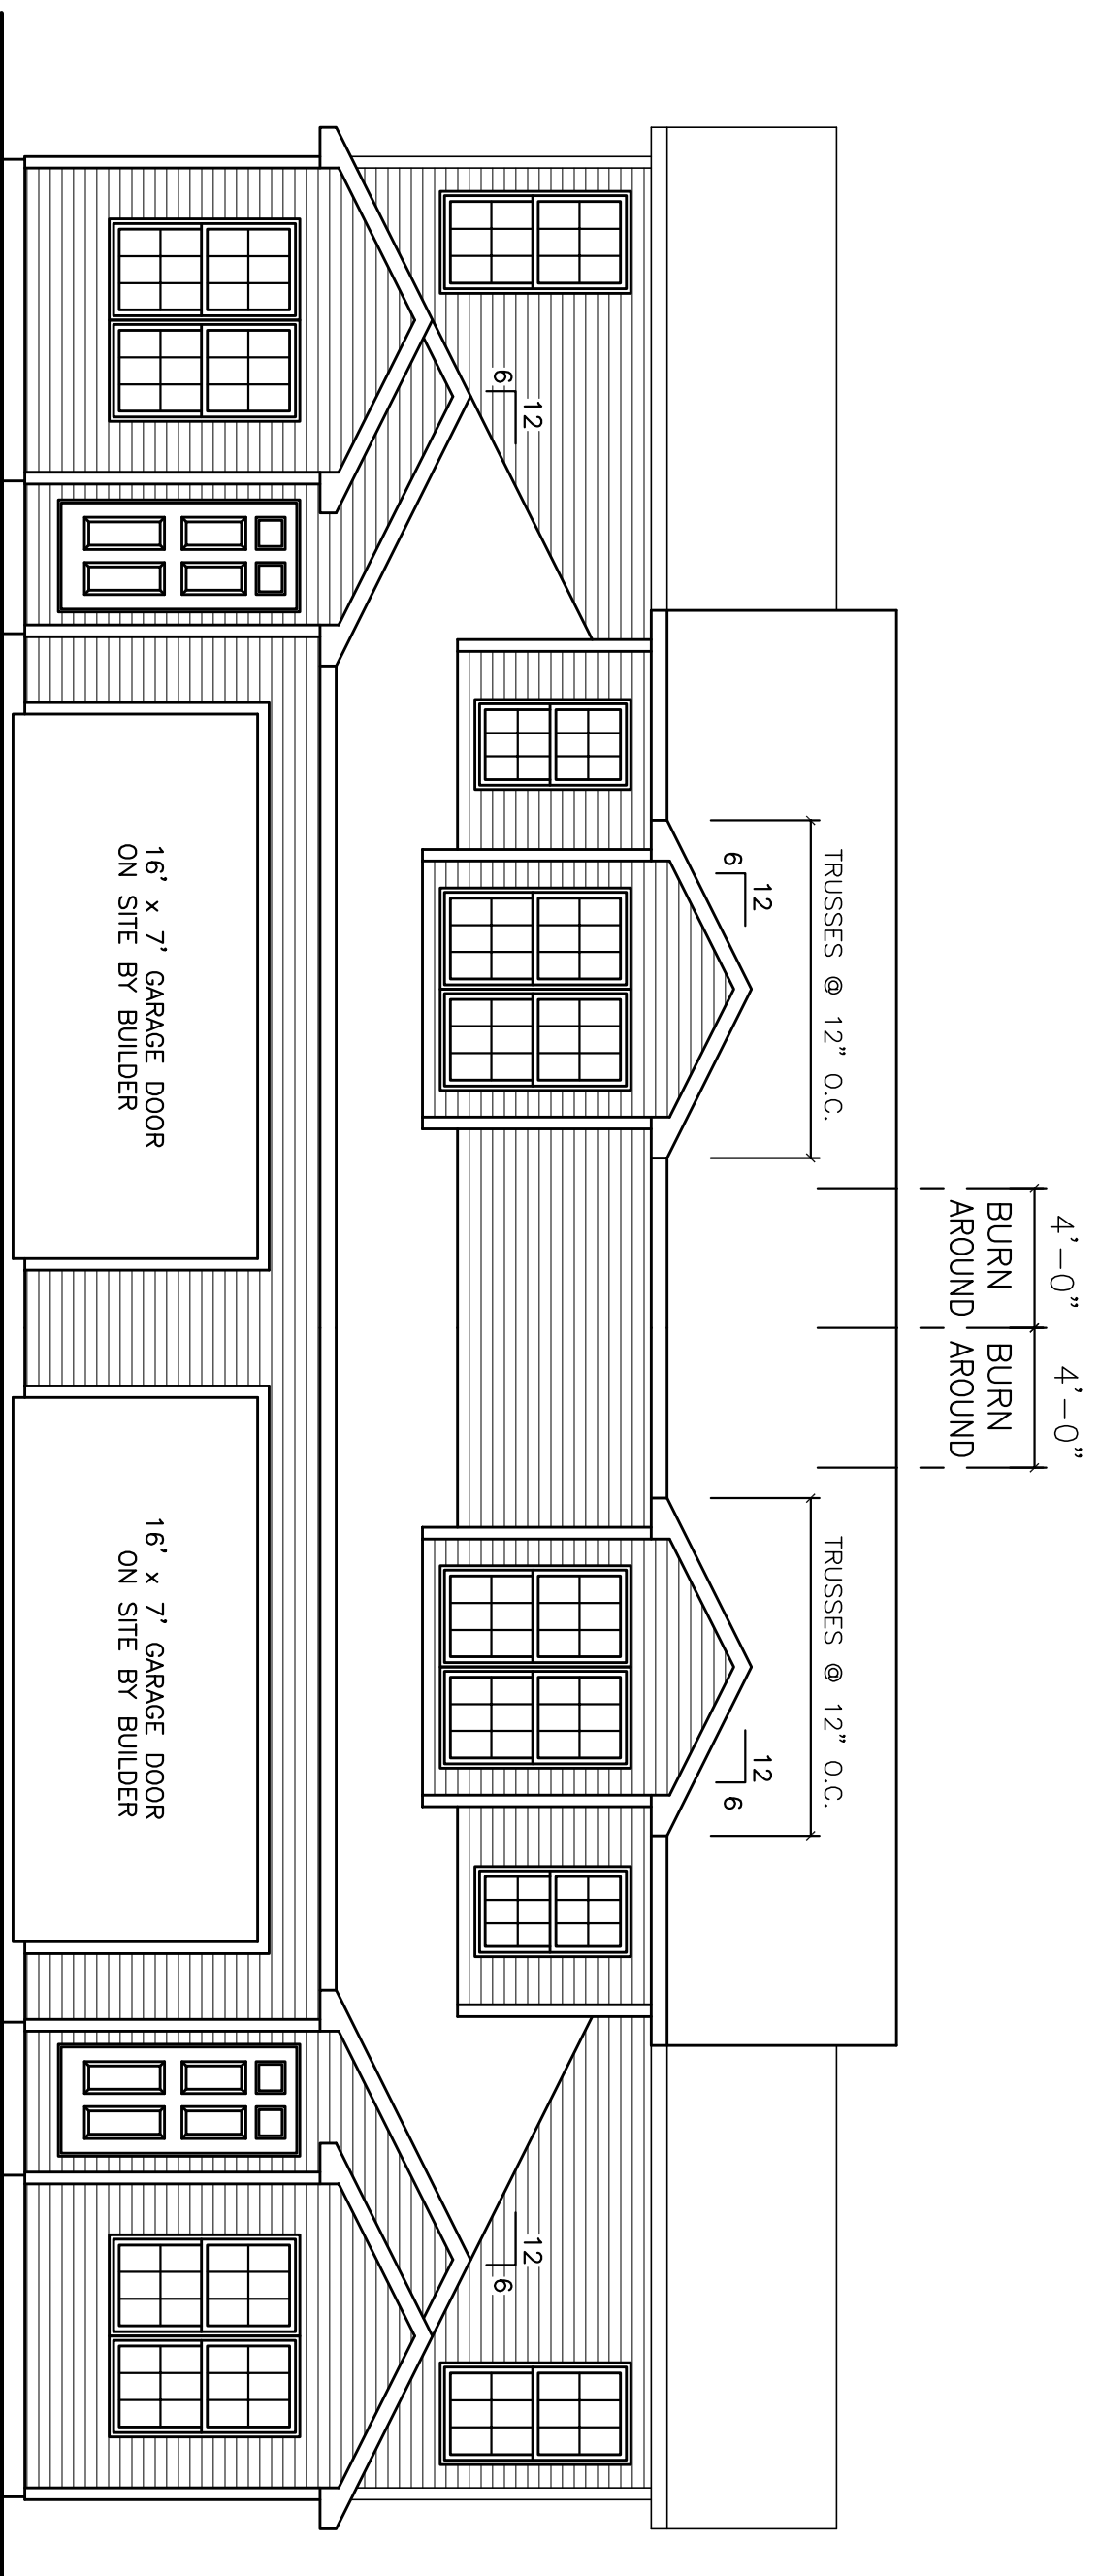 4'-0" 4'-0"
BURN BURN
AROUND AROUND
TRUSSES @ 12" O.C. TRUSSES @ 12" O.C.
12 12
6 6
12 12
6 6
16' x 7' GARAGE DOOR
ON SITE BY BUILDER
16' x 7' GARAGE DOOR
ON SITE BY BUILDER